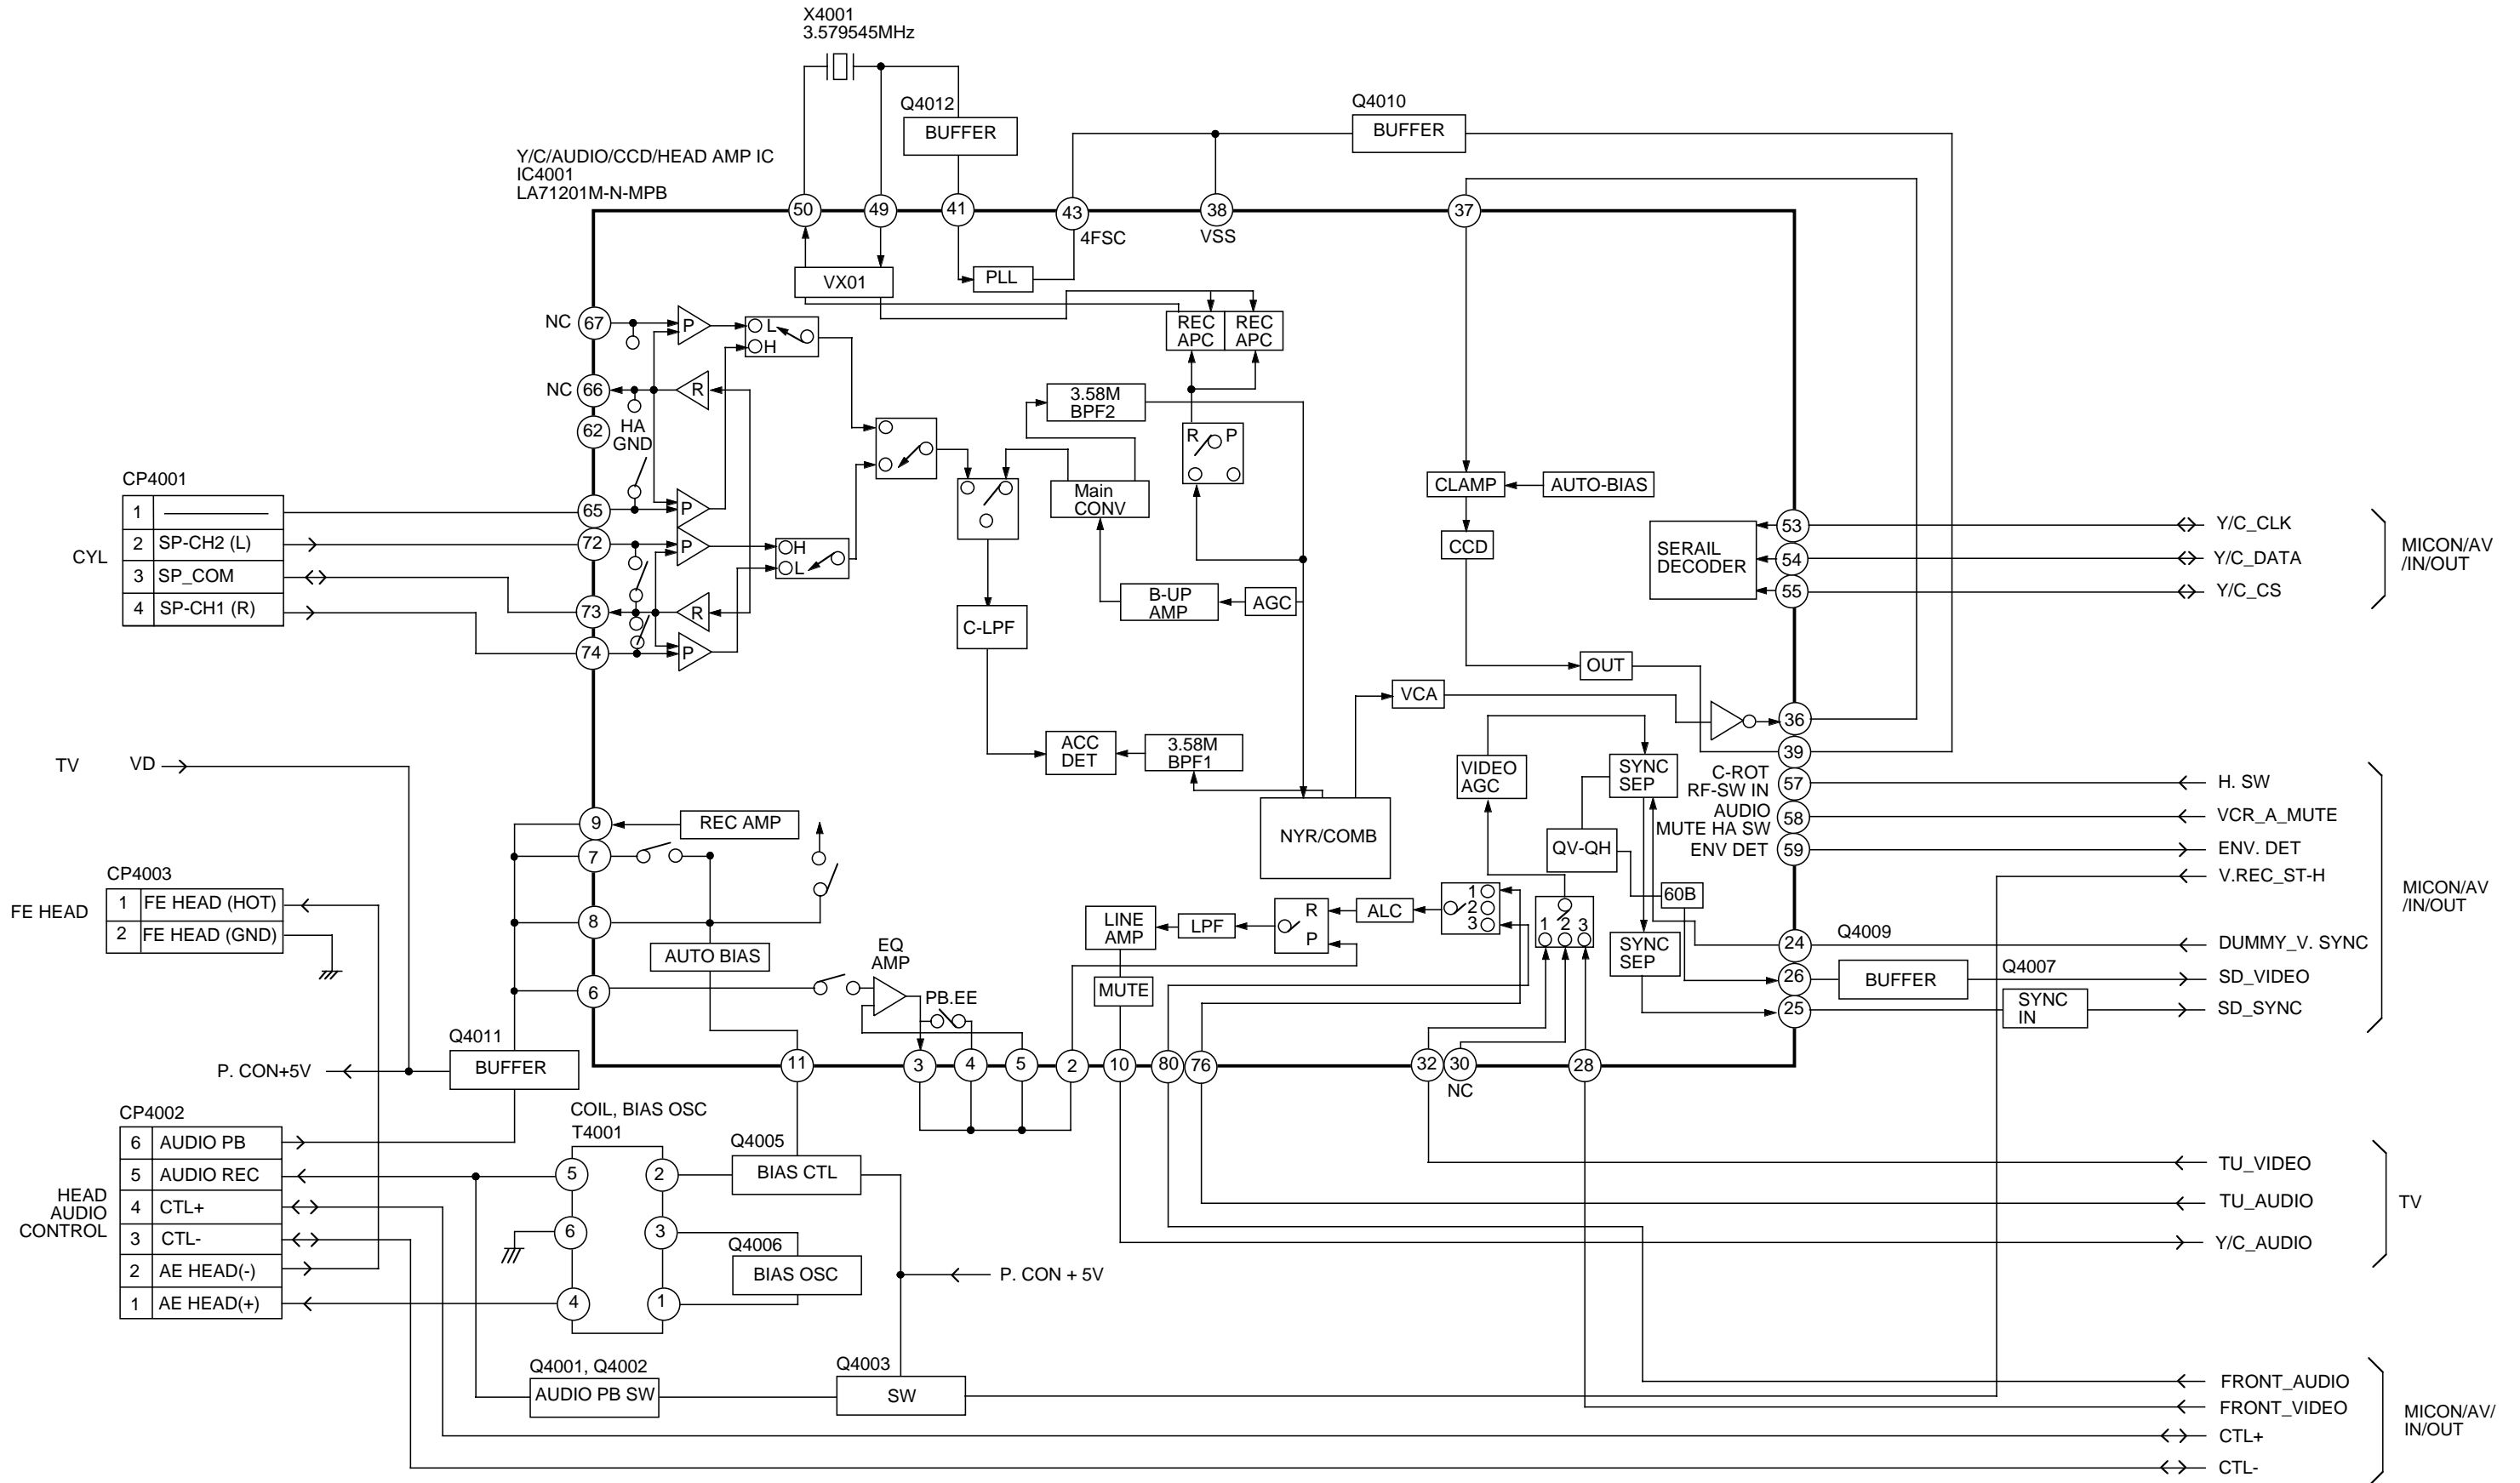 X4001
3.579545MHz
Q4012
BUFFER
Q4010
BUFFER
Y/C/AUDIO/CCD/HEAD AMP IC
IC4001
LA71201M-N-MPB
50
49
41
43
38
37
4FSC
VSS
VX01
PLL
NC
67
P
L
H
REC
APC
REC
APC
NC
66
R
62
HA
GND
3.58M
BPF2
R
P
CP4001
1
2
SP-CH2 (L)
3
SP_COM
4
SP-CH1 (R)
CYL
65
P
72
P
H
L
73
R
74
P
Main
CONV
B-UP
AMP
AGC
C-LPF
CLAMP
AUTO-BIAS
CCD
SERAIL
DECODER
53
Y/C_CLK
54
Y/C_DATA
55
Y/C_CS
MICON/AV
/IN/OUT
OUT
VCA
36
39
ACC
DET
3.58M
BPF1
NYR/COMB
VIDEO
AGC
SYNC
SEP
QV-QH
60B
C-ROT
RF-SW IN
57
H. SW
AUDIO
MUTE HA SW
58
VCR_A_MUTE
ENV DET
59
ENV. DET
V.REC_ST-H
MICON/AV
/IN/OUT
TV
VD
9
REC AMP
7
CP4003
FE HEAD
1
FE HEAD (HOT)
2
FE HEAD (GND)
8
AUTO BIAS
6
EQ
AMP
PB.EE
LINE
AMP
LPF
R
P
ALC
1
2
3
1
2
3
MUTE
SYNC
SEP
24
Q4009
DUMMY_V. SYNC
26
BUFFER
Q4007
SD_VIDEO
25
SYNC
IN
SD_SYNC
Q4011
BUFFER
P. CON+5V
11
3
4
5
2
10
80
76
32
30
NC
28
CP4002
6
AUDIO PB
5
AUDIO REC
4
CTL+
3
CTL-
2
AE HEAD(-)
1
AE HEAD(+)
HEAD
AUDIO
CONTROL
COIL, BIAS OSC
T4001
5
2
6
3
4
1
Q4005
BIAS CTL
Q4006
BIAS OSC
P. CON + 5V
TU_VIDEO
TU_AUDIO
Y/C_AUDIO
TV
Q4001, Q4002
AUDIO PB SW
Q4003
SW
FRONT_AUDIO
FRONT_VIDEO
CTL+
CTL-
MICON/AV/
IN/OUT